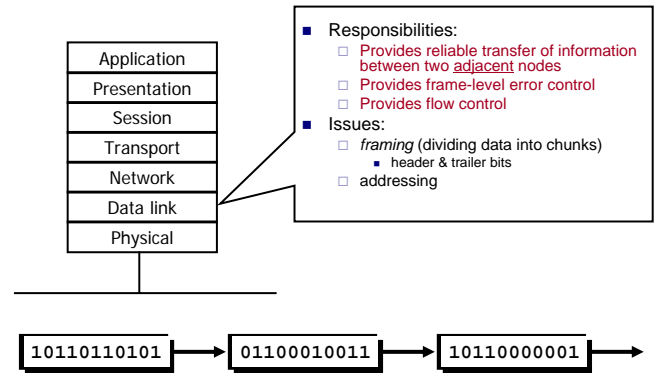 Application
Presentation
Session
Transport
Network
Data link
Physical
Responsibilities:
Provides reliable transfer of information
between two adjacent nodes
Provides frame-level error control
Provides flow control
Issues:
framing (dividing data into chunks)
header & trailer bits
addressing
10110110101
01100010011
10110000001